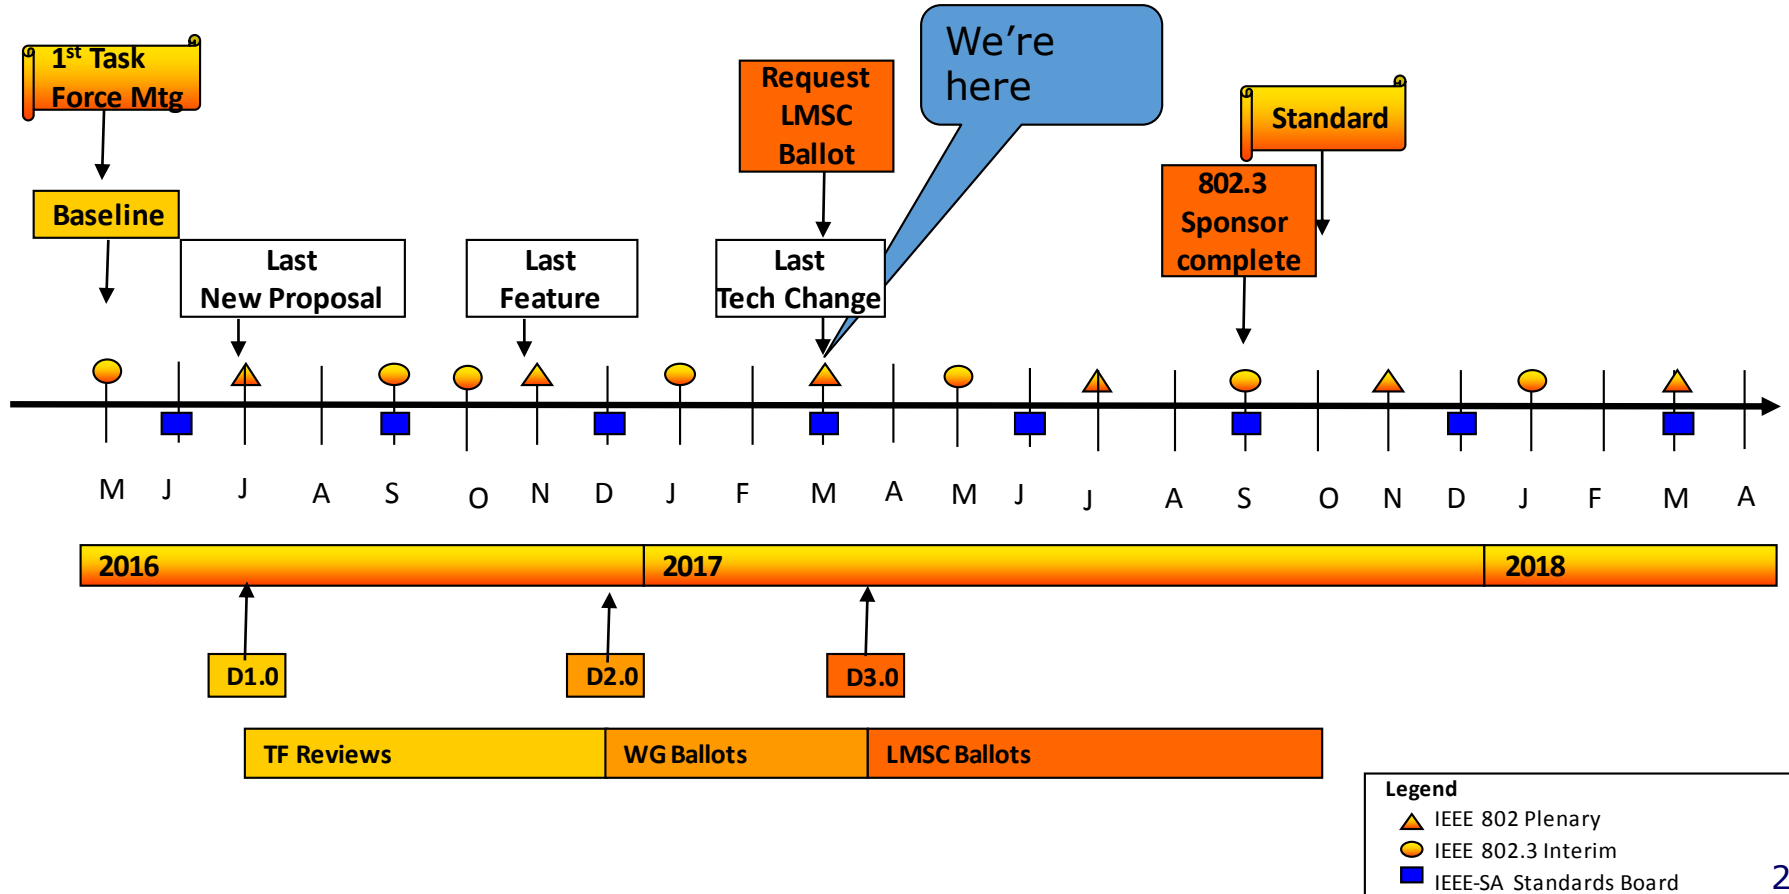 1st Task
Force Mtg
Baseline
Last
New Proposal
Last
Feature
Request
LMSC
Ballot
Last
Tech Change
We're
here
Standard
802.3
Sponsor
complete
M J J A S O N D J F M A M J J A S O N D J F M A
2016 2017 2018
D1.0 D2.0 D3.0
TF Reviews WG Ballots LMSC Ballots
Legend
IEEE 802 Plenary
IEEE 802.3 Interim
IEEE-SA Standards Board
2